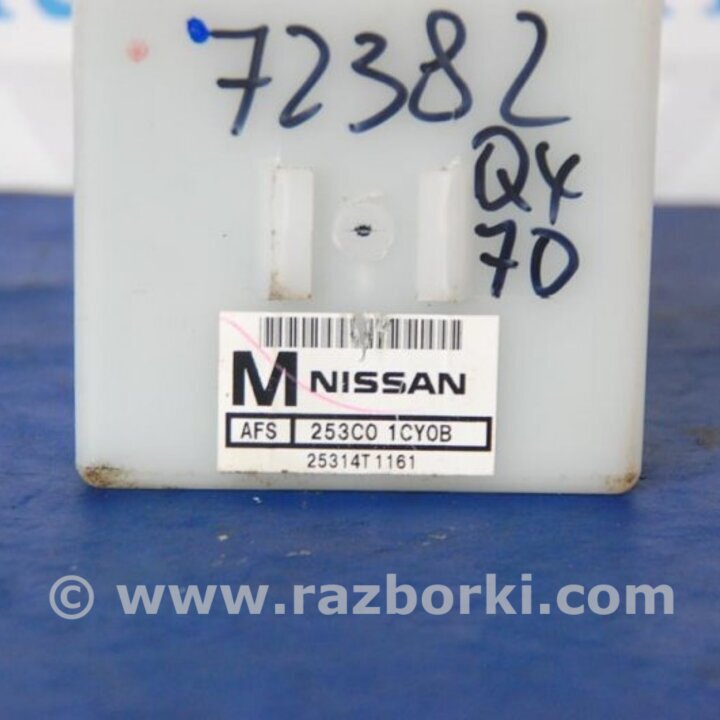 72382
QX
70
M NISSAN
AFS 253C0 1CY0B
25314T1161
© www.razborki.com